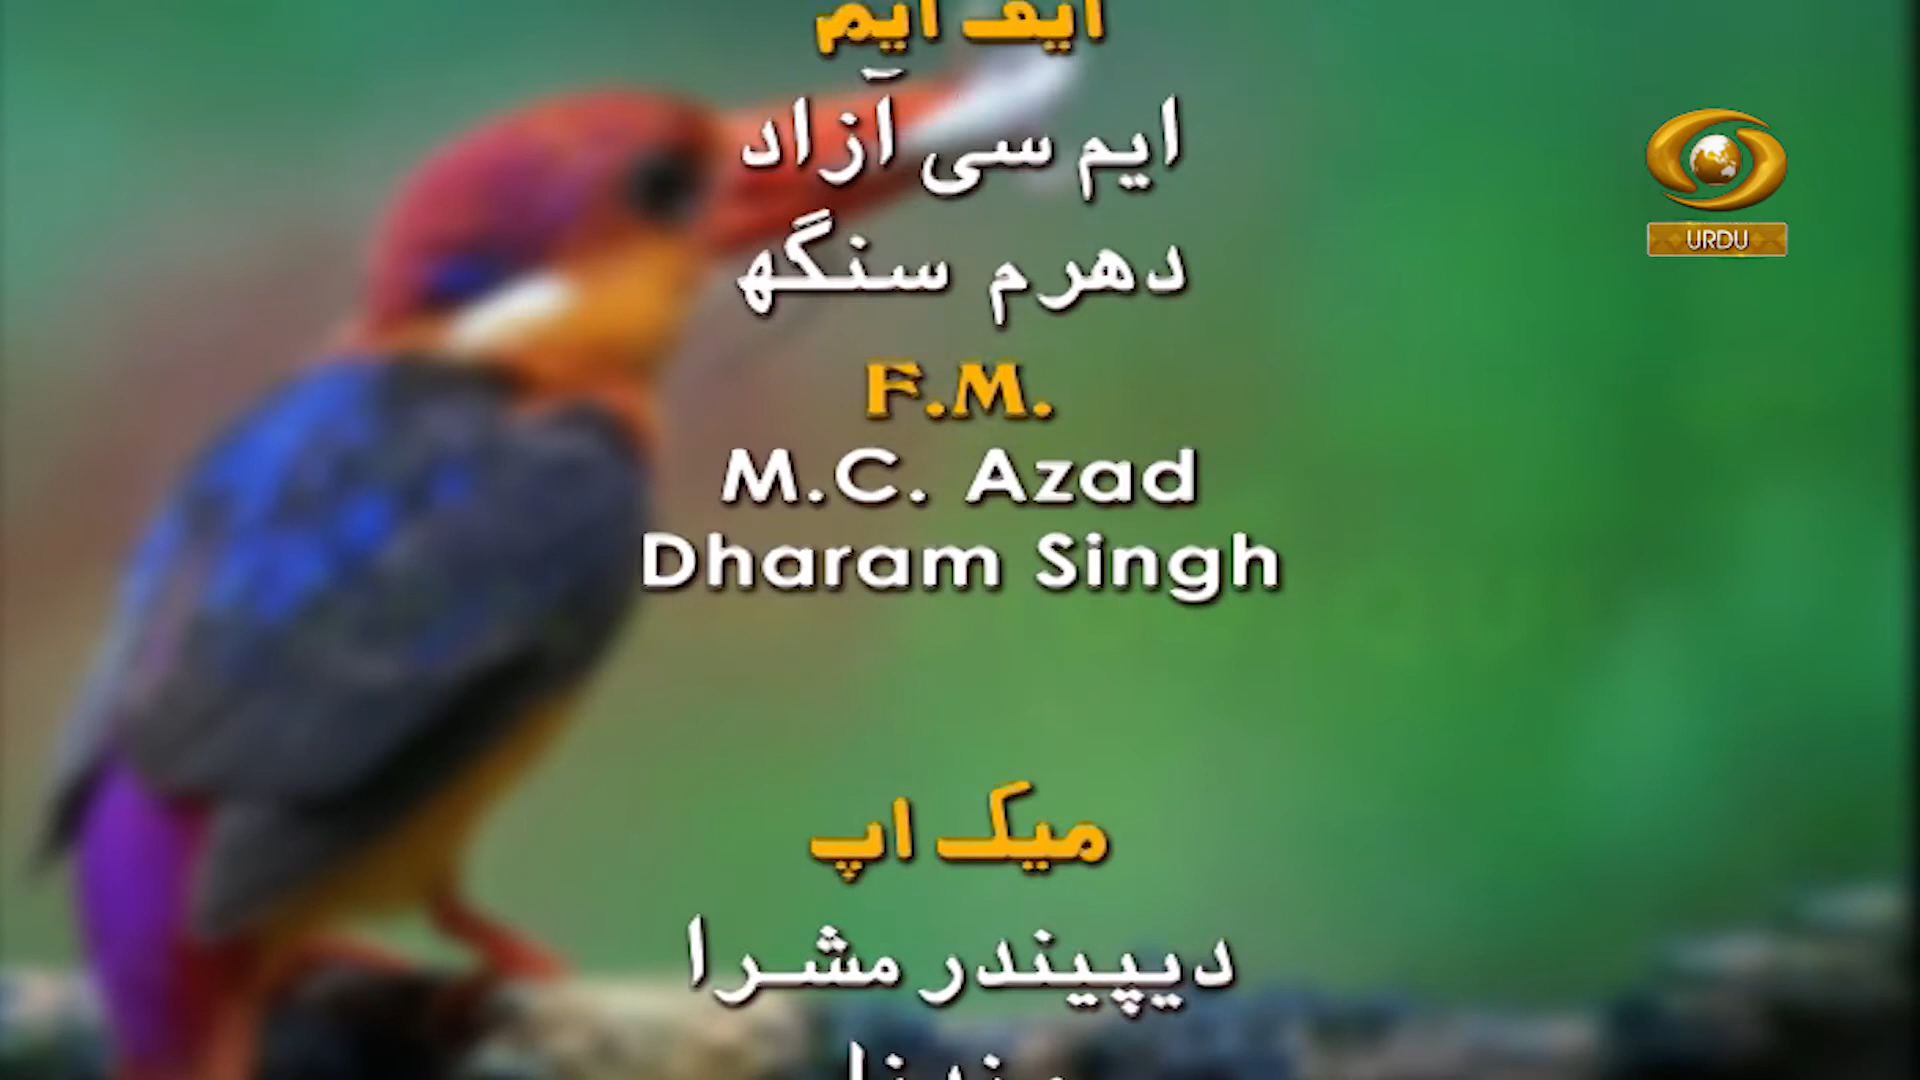 ایف ایم
ایم سی آزاد
دھرم سنگھ
F.M.
M.C. Azad
Dharam Singh
میک اپ
دیپیندر مشرا
URDU